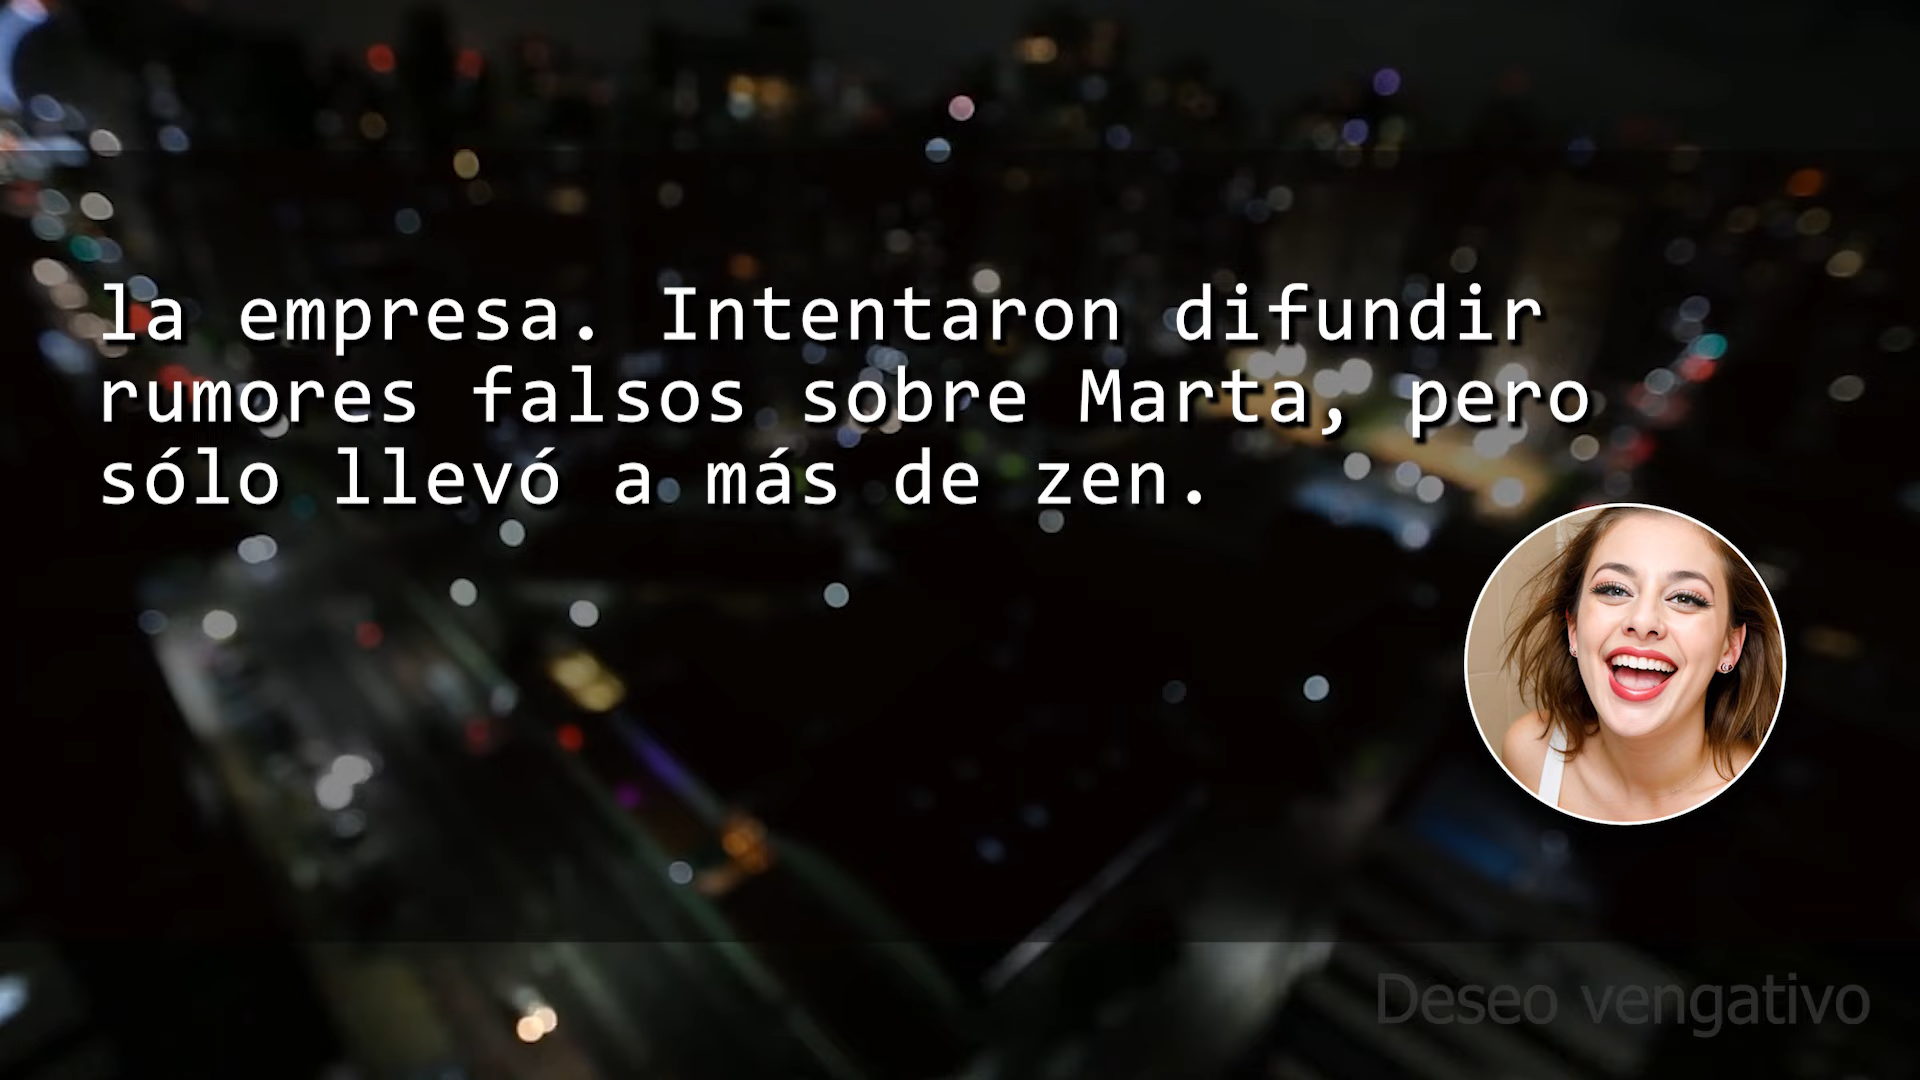 la empresa. Intentaron difundir
rumores falsos sobre Marta, pero
sólo llevó a más de zen.
Deseo vengativo